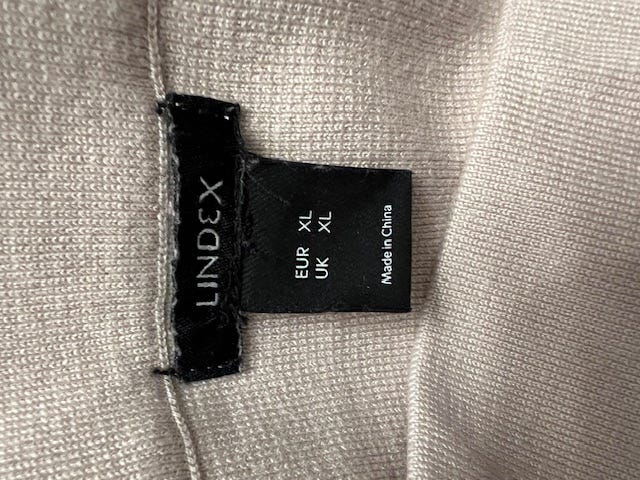 LINDEX
EUR XL
UK XL
Made in China